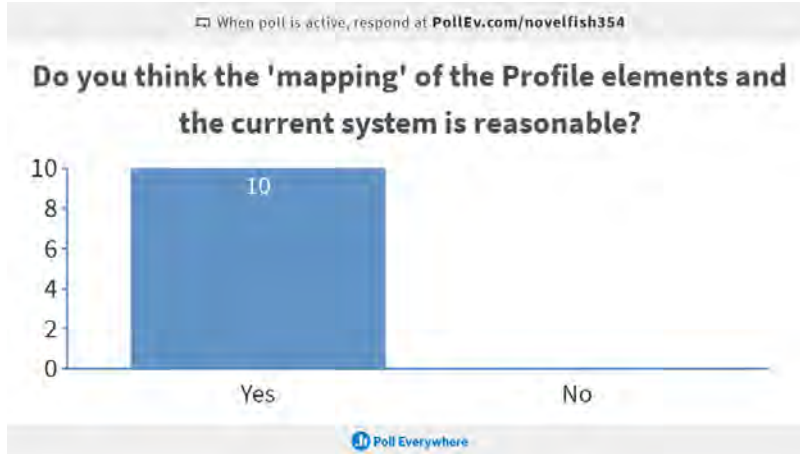 When poll is active, respond at PollEv.com/novelfish354
Do you think the 'mapping' of the Profile elements and
the current system is reasonable?
10
10
8
6
4
2
0
Yes
No
Poll Everywhere